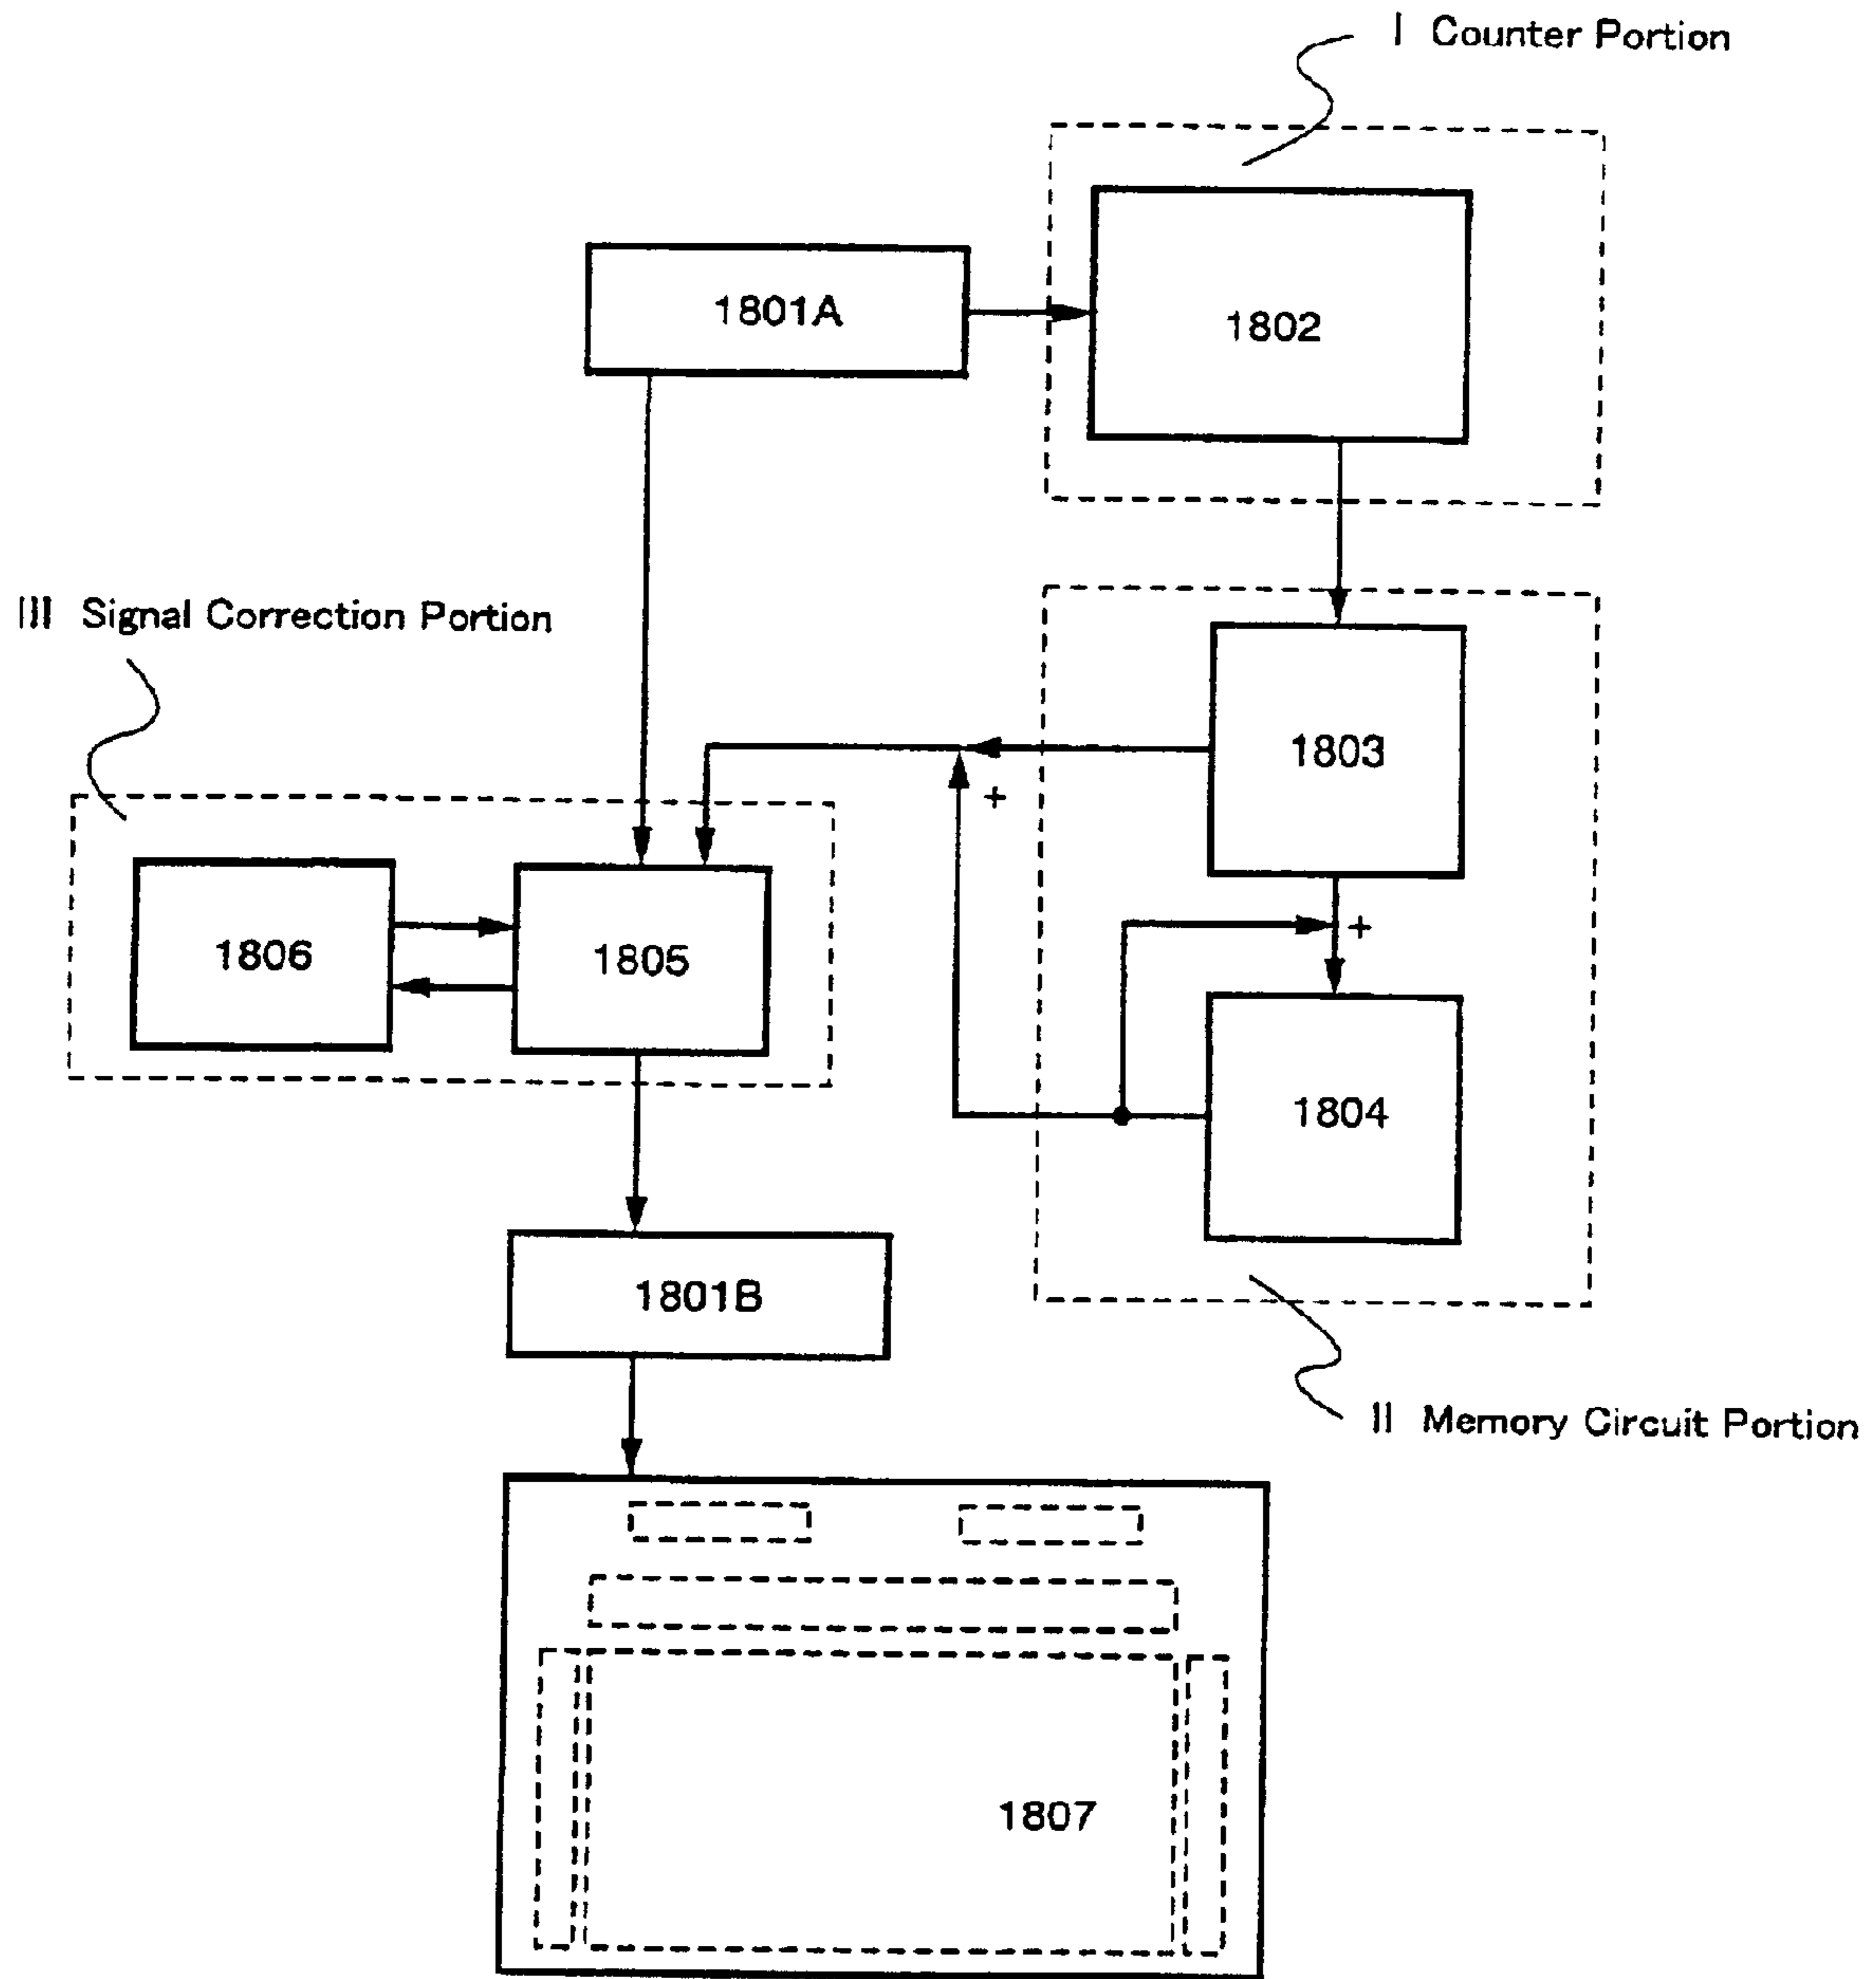 I Counter Portion
1801A
1802
III Signal Correction Portion
1803
+
+
1806
1805
1804
1801B
II Memory Circuit Portion
1807